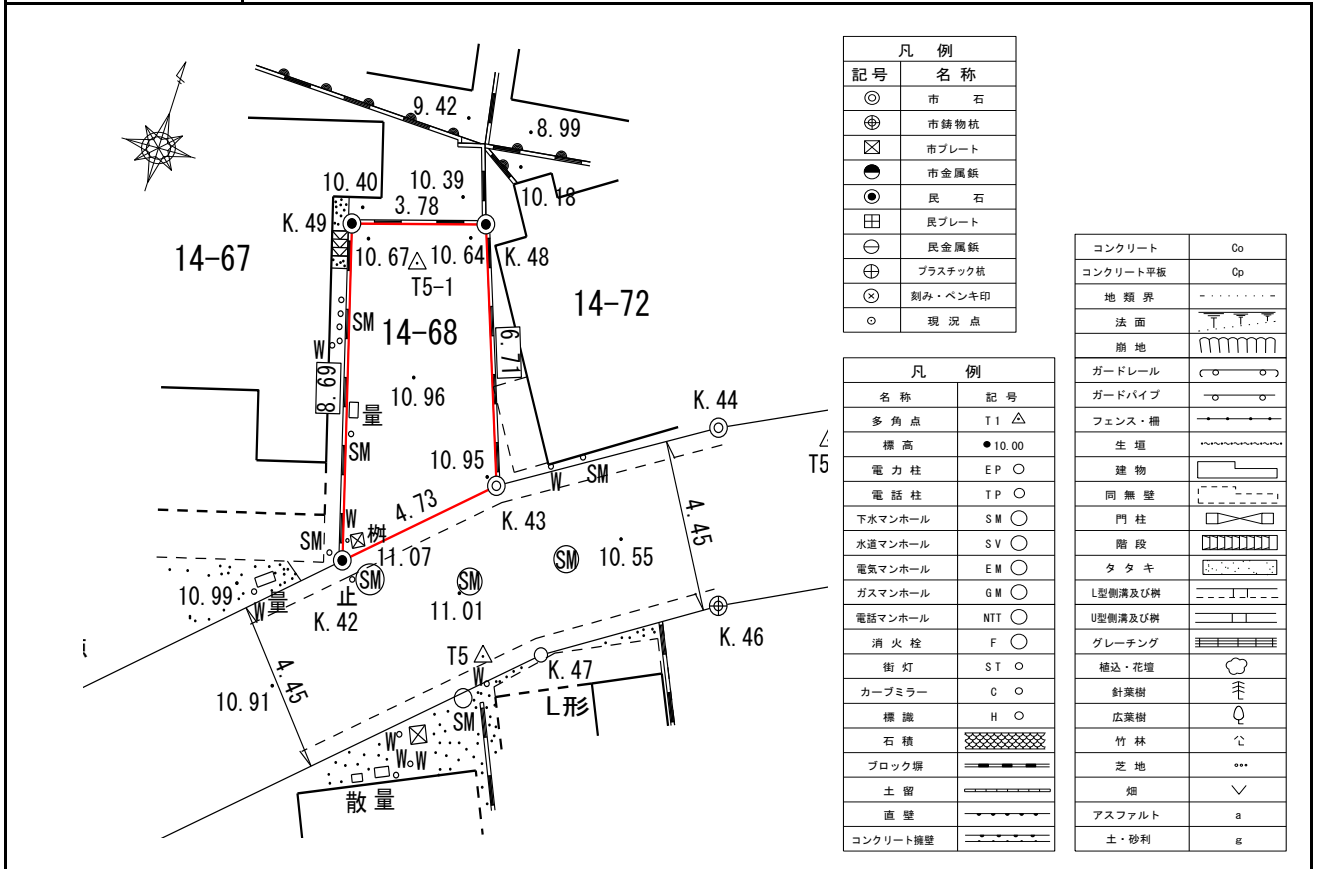 9.42
8.99
10.40
10.39
10.18
3.78
K.49
K.48
14-67
10.67
10.64
T5-1
14-72
SM
14-68
W
6.71
8.69
10.96
量
K.44
SM
10.95
T5
W
SM
4.73
K.43
4.45
W
SM
桝
11.07
SM
SM
SM
10.55
10.99
W
量
止
K.42
11.01
K.46
T5
K.47
4.45
W
10.91
L形
SM
W
W
W
散量
凡 例
記号 名称
市 石
市鋳物杭
市プレート
市金属鋲
民 石
民プレート
民金属鋲
プラスチック杭
刻み・ペンキ印
現況点
凡 例
名称 記号
多角点 T1
標高 10.00
電力柱 EP
電話柱 TP
下水マンホール SM
水道マンホール SV
電気マンホール EM
ガスマンホール GM
電話マンホール NTT
消火栓 F
街灯 ST
カーブミラー C
標識 H
石積
ブロック塀
土留
直壁
コンクリート擁壁
コンクリート Co
コンクリート平板 Cp
地類界
法面
崩地
ガードレール
ガードパイプ
フェンス・柵
生垣
建物
同無壁
門柱
階段
タタキ
L型側溝及び桝
U型側溝及び桝
グレーチング
植込・花壇
針葉樹
広葉樹
竹林
芝地
畑
アスファルト a
土・砂利 g